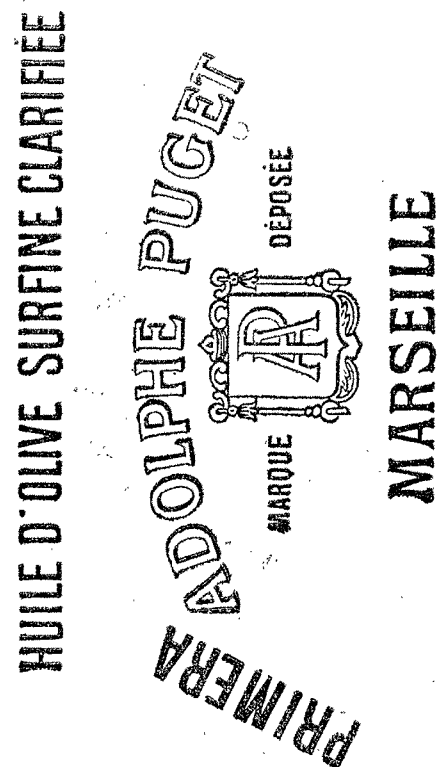 HUILE D'OLIVE SURFINE CLARIFIÉE
PRIMERA ADOLPHE PUGET
MARQUE AP DÉPOSÉE
MARSEILLE